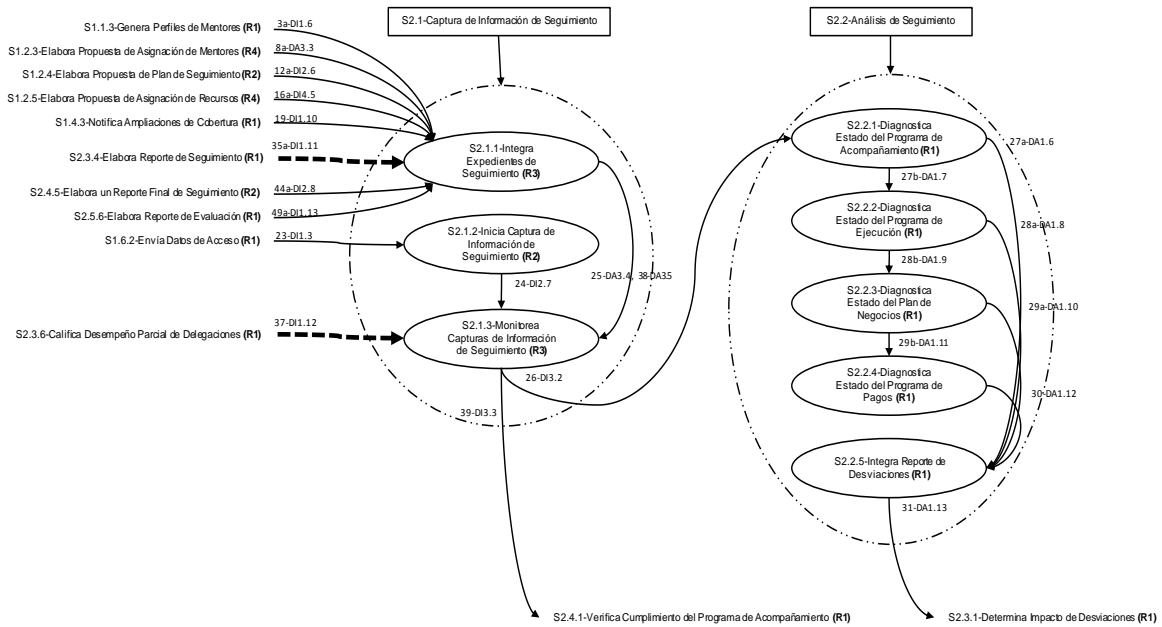 S1.1.3-Genera Perfiles de Mentores (R1)
3a-DI1.6
S1.2.3-Elabora Propuesta de Asignación de Mentores (R4)
8a-DA3.3
S1.2.4-Elabora Propuesta de Plan de Seguimiento (R2)
12a-DI2.6
S1.2.5-Elabora Propuesta de Asignación de Recursos (R4)
16a-DI4.5
S1.4.3-Notifica Ampliaciones de Cobertura (R1)
19-DI1.10
S2.3.4-Elabora Reporte de Seguimiento (R1)
35a-DI1.11
S2.4.5-Elabora un Reporte Final de Seguimiento (R2)
44a-DI2.8
S2.5.6-Elabora Reporte de Evaluación (R1)
49a-DI1.13
S1.6.2-Envía Datos de Acceso (R1)
23-DI1.3
S2.3.6-Califica Desempeño Parcial de Delegaciones (R1)
37-DI1.12
S2.1-Captura de Información de Seguimiento
S2.1.1-Integra
Expedientes de
Seguimiento (R3)
S2.1.2-Inicia Captura de
Información de
Seguimiento (R2)
25-DA3.4, 38-DA3.5
24-DI2.7
S2.1.3-Monitorea
Capturas de Información
de Seguimiento (R3)
26-DI3.2
39-DI3.3
S2.4.1-Verifica Cumplimiento del Programa de Acompañamiento (R1)
S2.2-Análisis de Seguimiento
S2.2.1-Diagnostica
Estado del Programa de
Acompañamiento (R1)
27a-DA1.6
27b-DA1.7
S2.2.2-Diagnostica
Estado del Programa de
Ejecución (R1)
28a-DA1.8
28b-DA1.9
S2.2.3-Diagnostica
Estado del Plan de
Negocios (R1)
29a-DA1.10
29b-DA1.11
S2.2.4-Diagnostica
Estado del Programa de
Pagos (R1)
30-DA1.12
S2.2.5-Integra Reporte de
Desviaciones (R1)
31-DA1.13
S2.3.1-Determina Impacto de Desviaciones (R1)